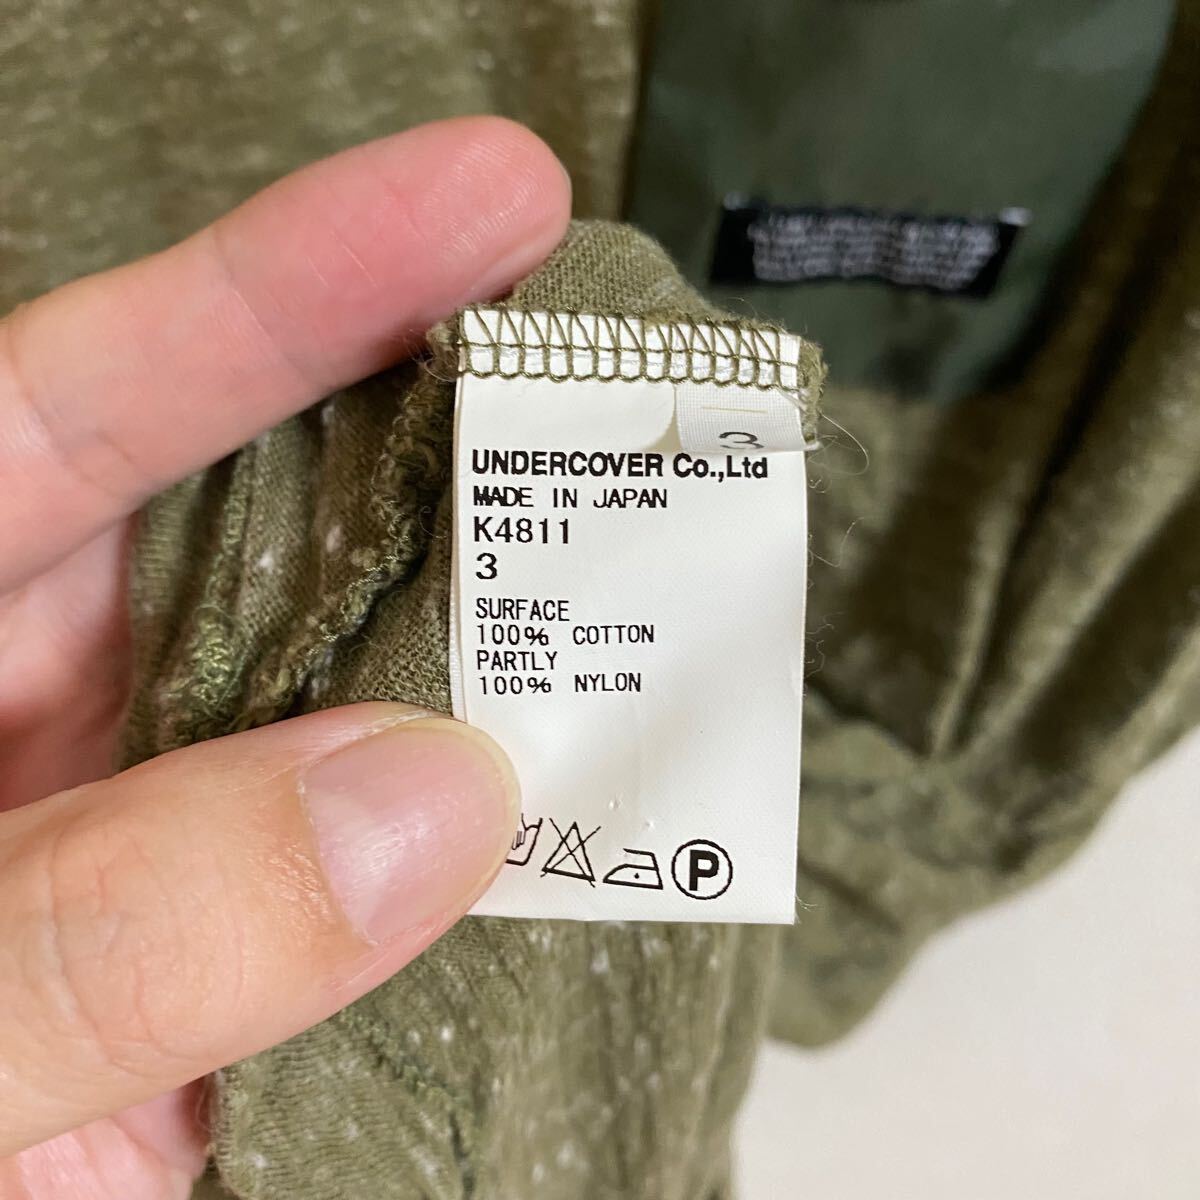 3
UNDERCOVER Co.,Ltd
MADE IN JAPAN
K4811
3
SURFACE
100% COTTON
PARTLY
100% NYLON
P